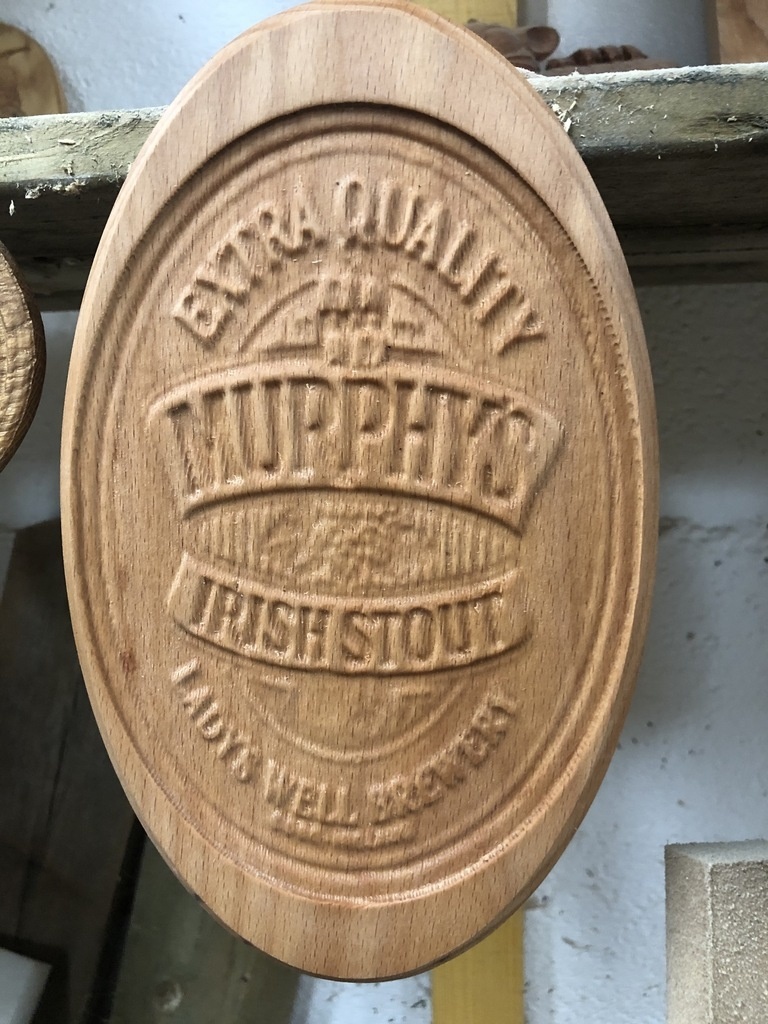 EXTRA QUALITY
MURPHY'S
IRISH STOUT
LADY'S WELL BREWERY